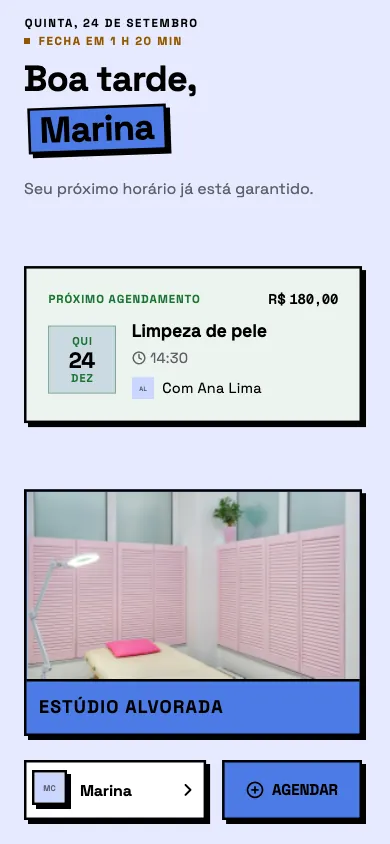 QUINTA, 24 DE SETEMBRO
FECHA EM 1 H 20 MIN
Boa tarde,
Marina
Seu próximo horário já está garantido.
PRÓXIMO AGENDAMENTO
R$ 180,00
QUI
24
DEZ
Limpeza de pele
14:30
AL
Com Ana Lima
ESTÚDIO ALVORADA
MC
Marina
AGENDAR